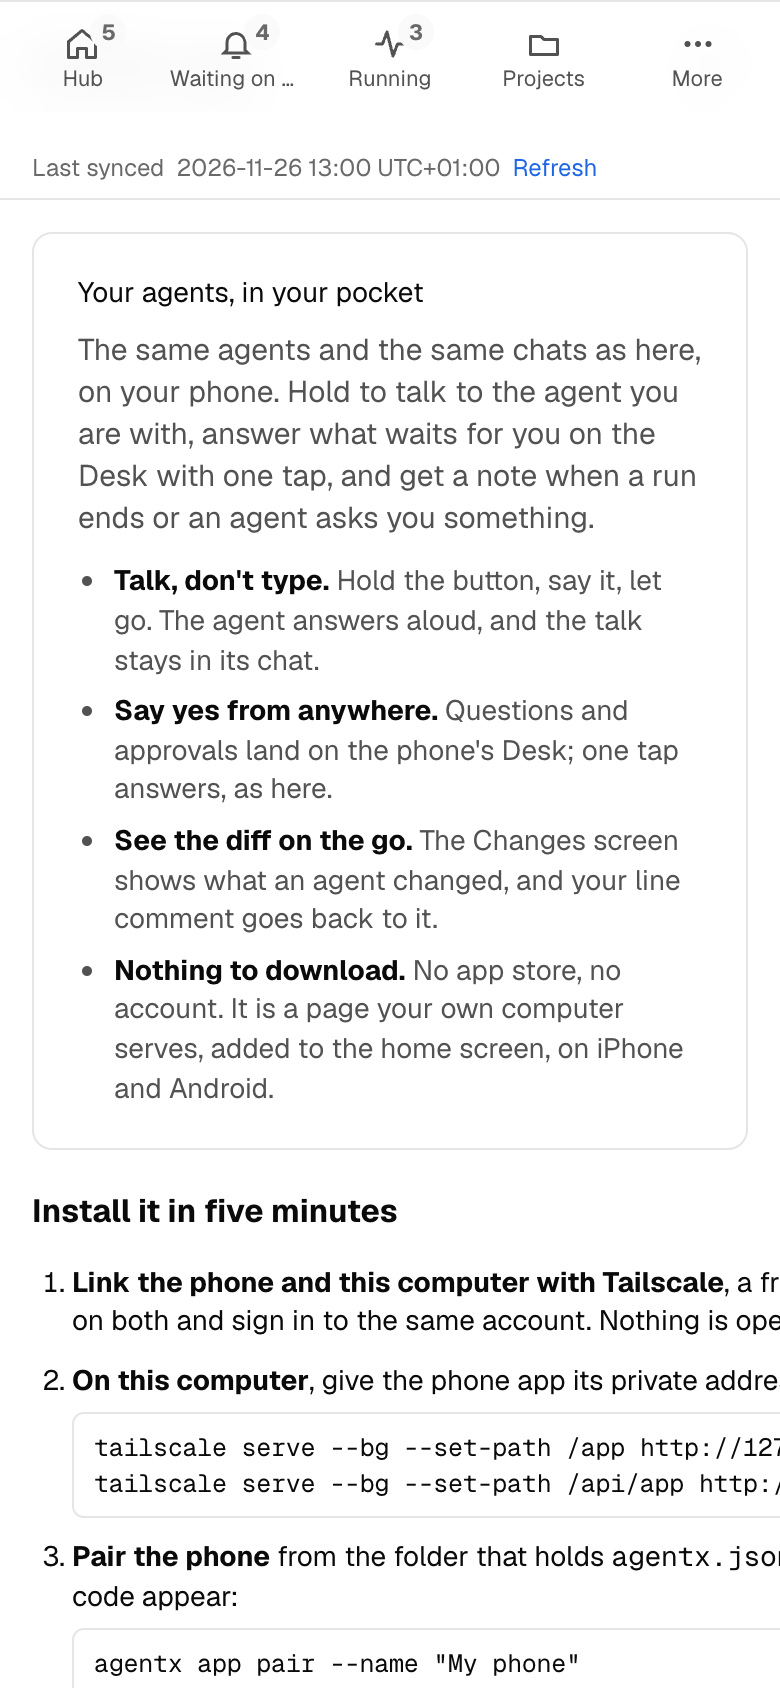 5
4
3
Hub
Waiting on ...
Running
Projects
More
Last synced 2026-11-26 13:00 UTC+01:00 Refresh
Your agents, in your pocket
The same agents and the same chats as here,
on your phone. Hold to talk to the agent you
are with, answer what waits for you on the
Desk with one tap, and get a note when a run
ends or an agent asks you something.
• Talk, don't type. Hold the button, say it, let
go. The agent answers aloud, and the talk
stays in its chat.
• Say yes from anywhere. Questions and
approvals land on the phone's Desk; one tap
answers, as here.
• See the diff on the go. The Changes screen
shows what an agent changed, and your line
comment goes back to it.
• Nothing to download. No app store, no
account. It is a page your own computer
serves, added to the home screen, on iPhone
and Android.
Install it in five minutes
1. Link the phone and this computer with Tailscale, a fr
on both and sign in to the same account. Nothing is ope
2. On this computer, give the phone app its private addre
tailscale serve --bg --set-path /app http://127
tailscale serve --bg --set-path /api/app http:/
3. Pair the phone from the folder that holds agentx.jso
code appear:
agentx app pair --name "My phone"